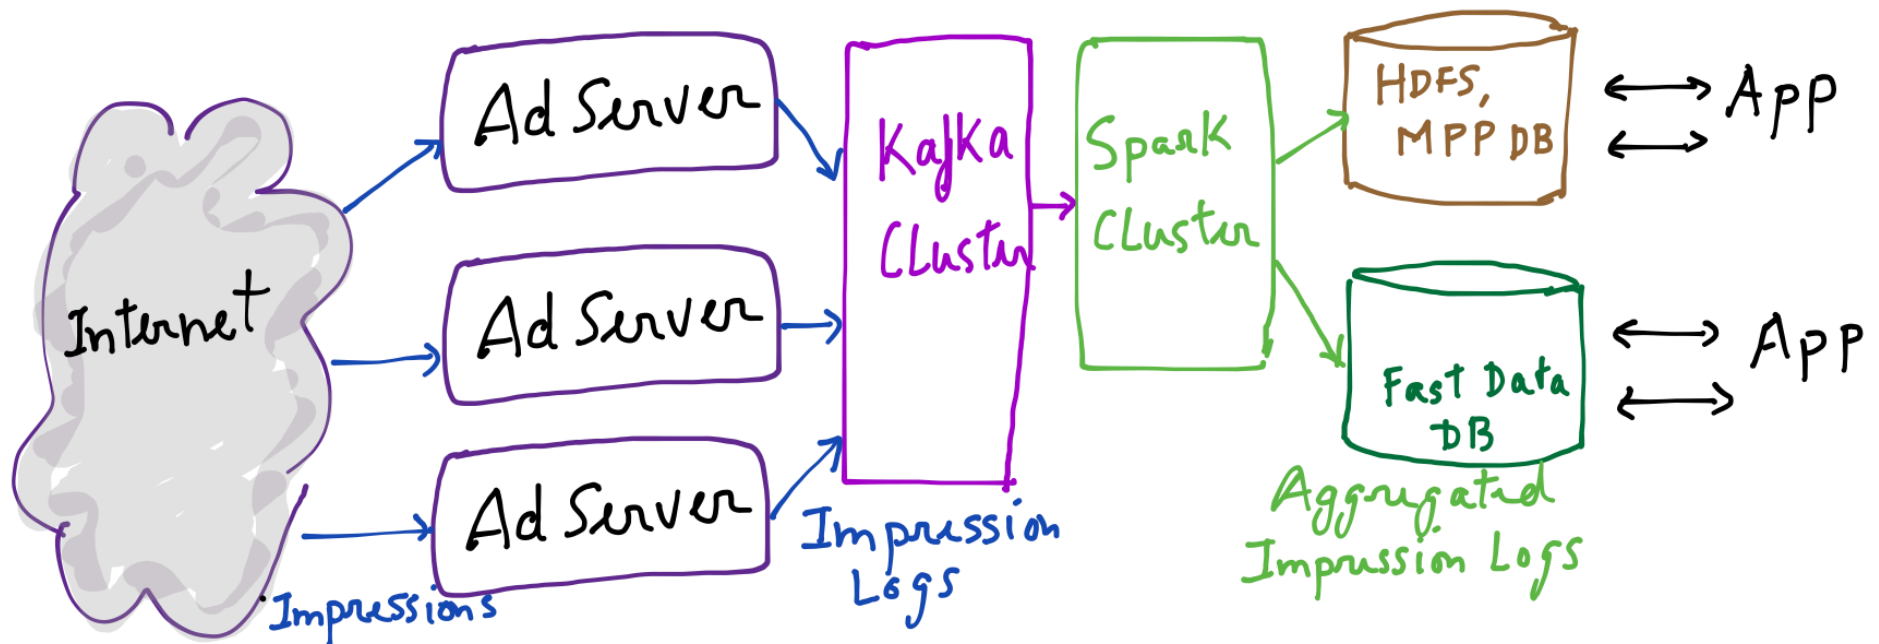 Internet
Impressions
Ad Server
Ad Server
Ad Server
Impression
Logs
Kafka
Cluster
Spark
Cluster
HDFS,
MPP DB
App
Fast Data
DB
App
Aggregated
Impression Logs